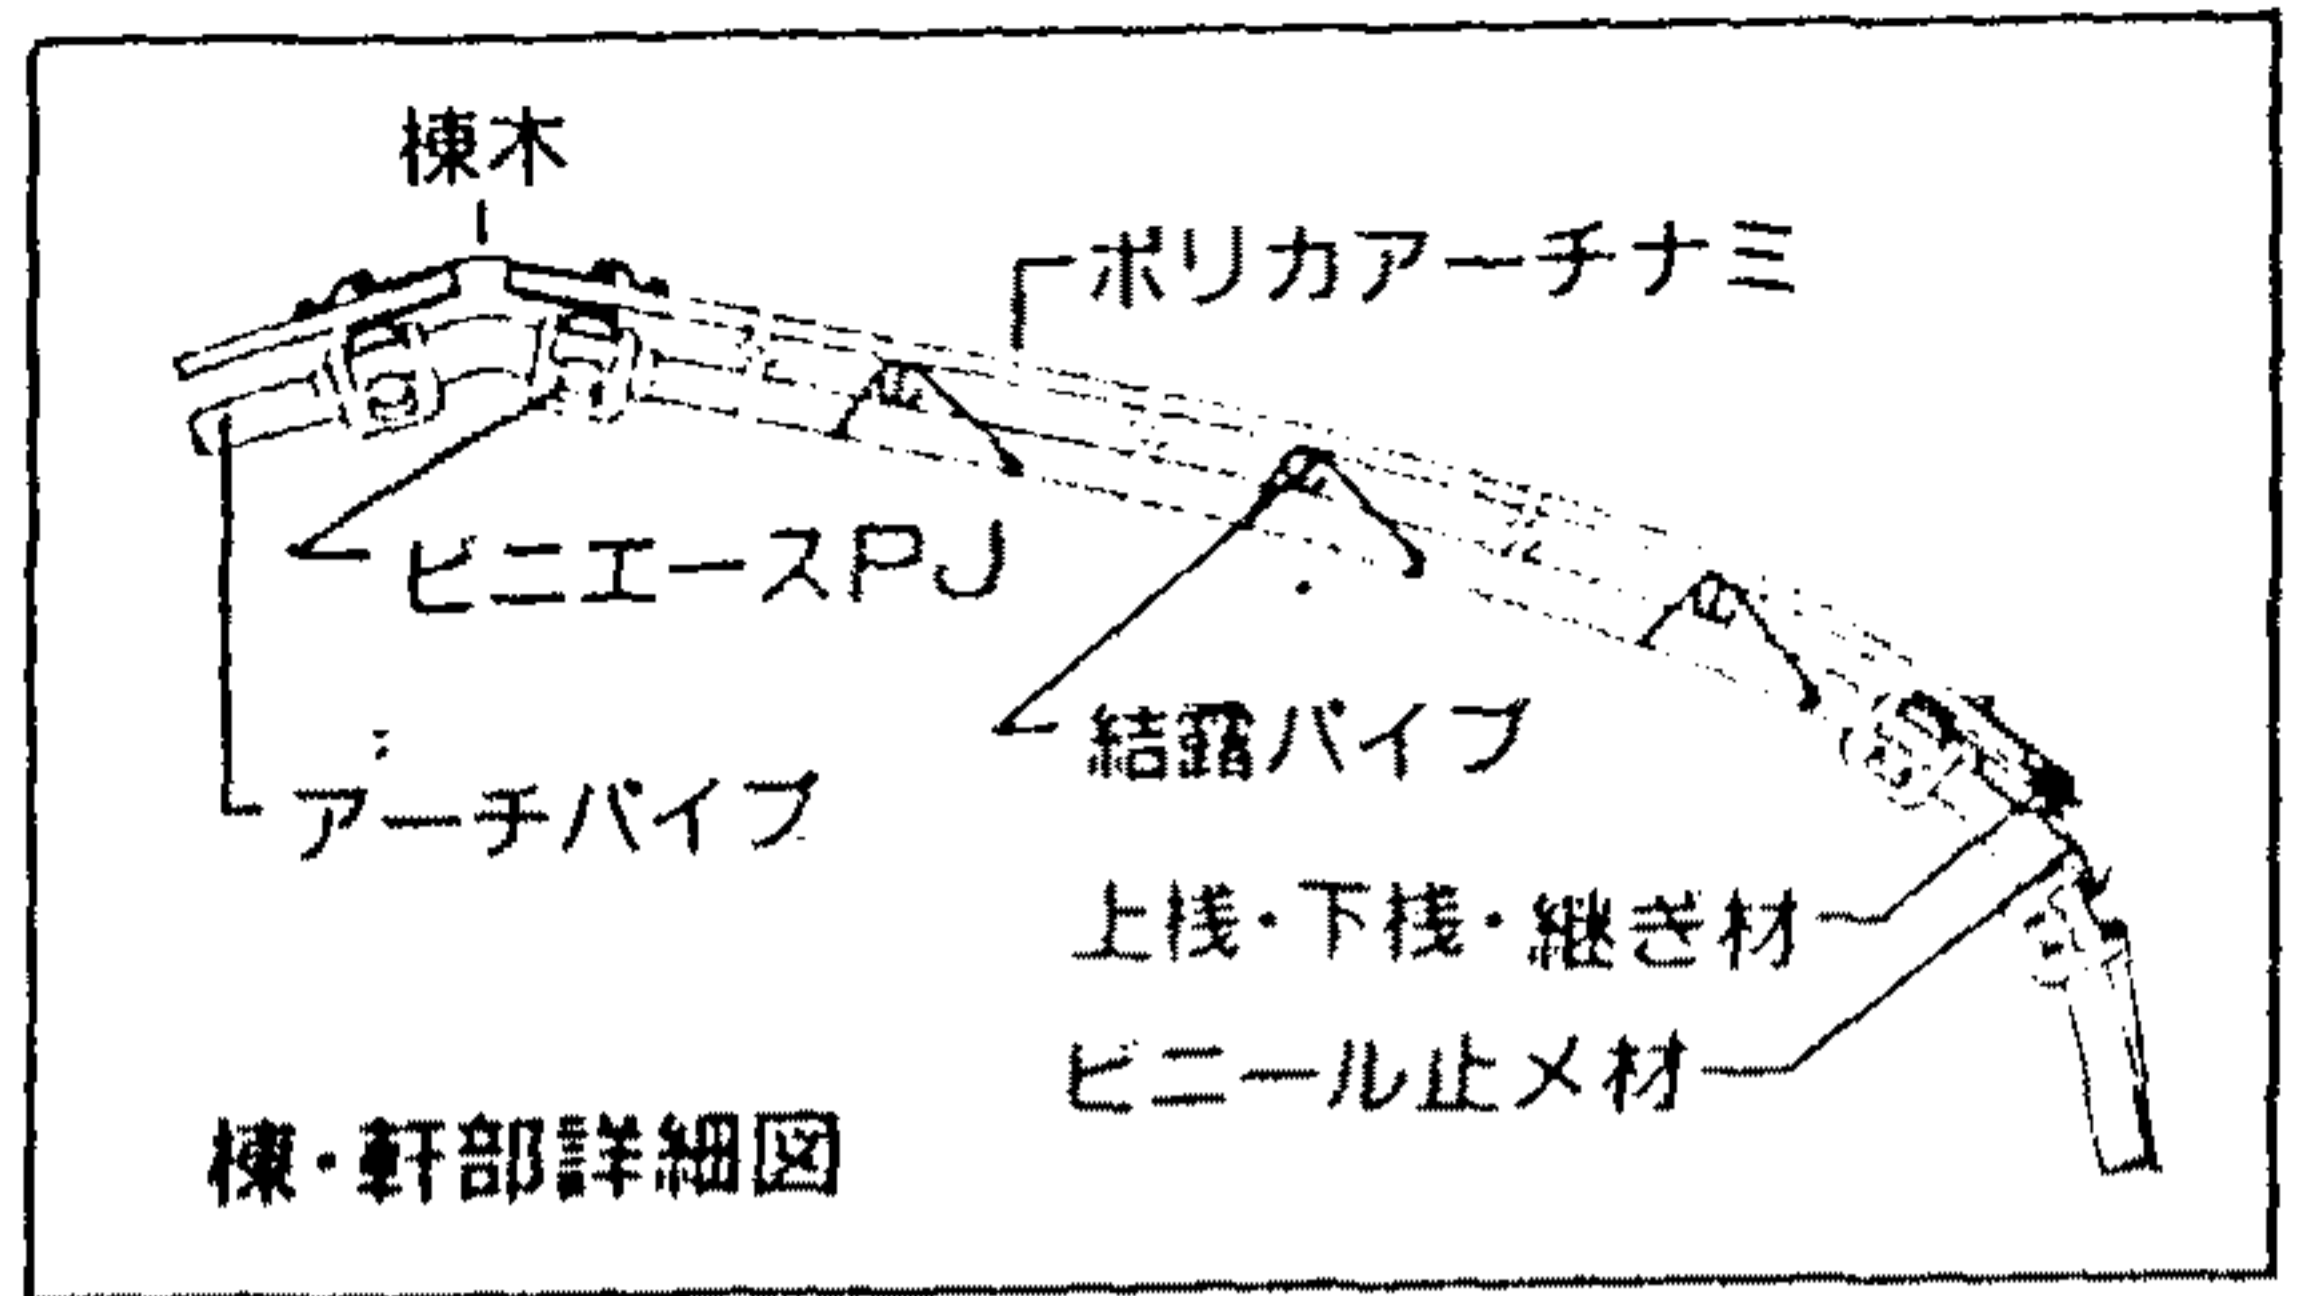 棟木
ポリカアーチナミ
ビニエースPJ
結露パイプ
アーチパイプ
上桟・下桟・継ぎ材
ビニール止メ材
棟・軒部詳細図